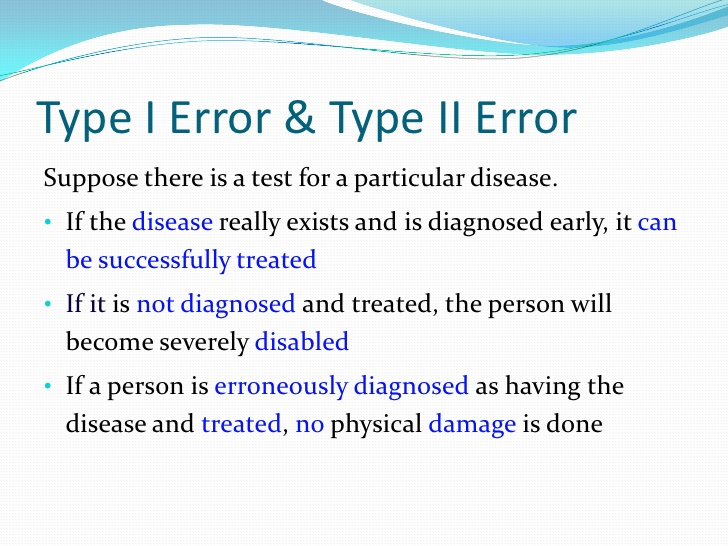 Type I Error & Type II Error
Suppose there is a test for a particular disease.
• If the disease really exists and is diagnosed early, it can
be successfully treated
• If it is not diagnosed and treated, the person will
become severely disabled
• If a person is erroneously diagnosed as having the
disease and treated, no physical damage is done